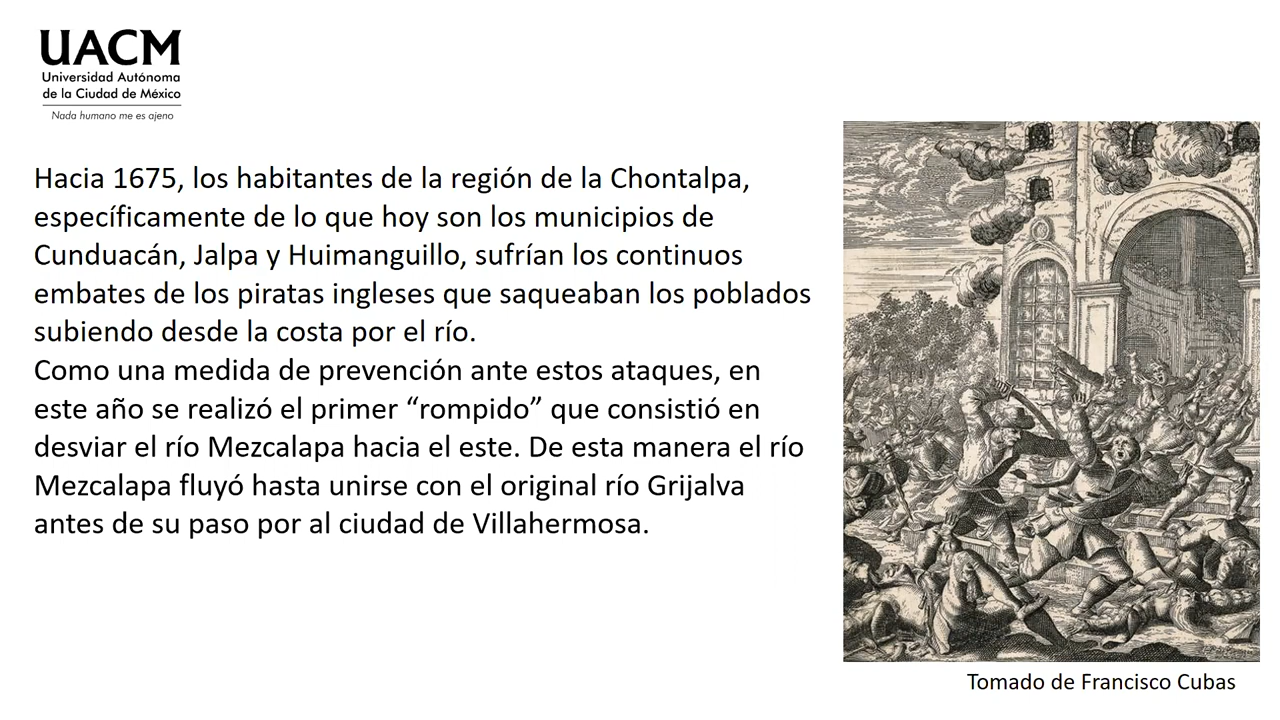 UACM
Universidad Autónoma
de la Ciudad de México
Nada humano me es ajeno
Hacia 1675, los habitantes de la región de la Chontalpa,
específicamente de lo que hoy son los municipios de
Cunduacán, Jalpa y Huimanguillo, sufrían los continuos
embates de los piratas ingleses que saqueaban los poblados
subiendo desde la costa por el río.
Como una medida de prevención ante estos ataques, en
este año se realizó el primer “rompido” que consistió en
desviar el río Mezcalapa hacia el este. De esta manera el río
Mezcalapa fluyó hasta unirse con el original río Grijalva
antes de su paso por al ciudad de Villahermosa.
Tomado de Francisco Cubas